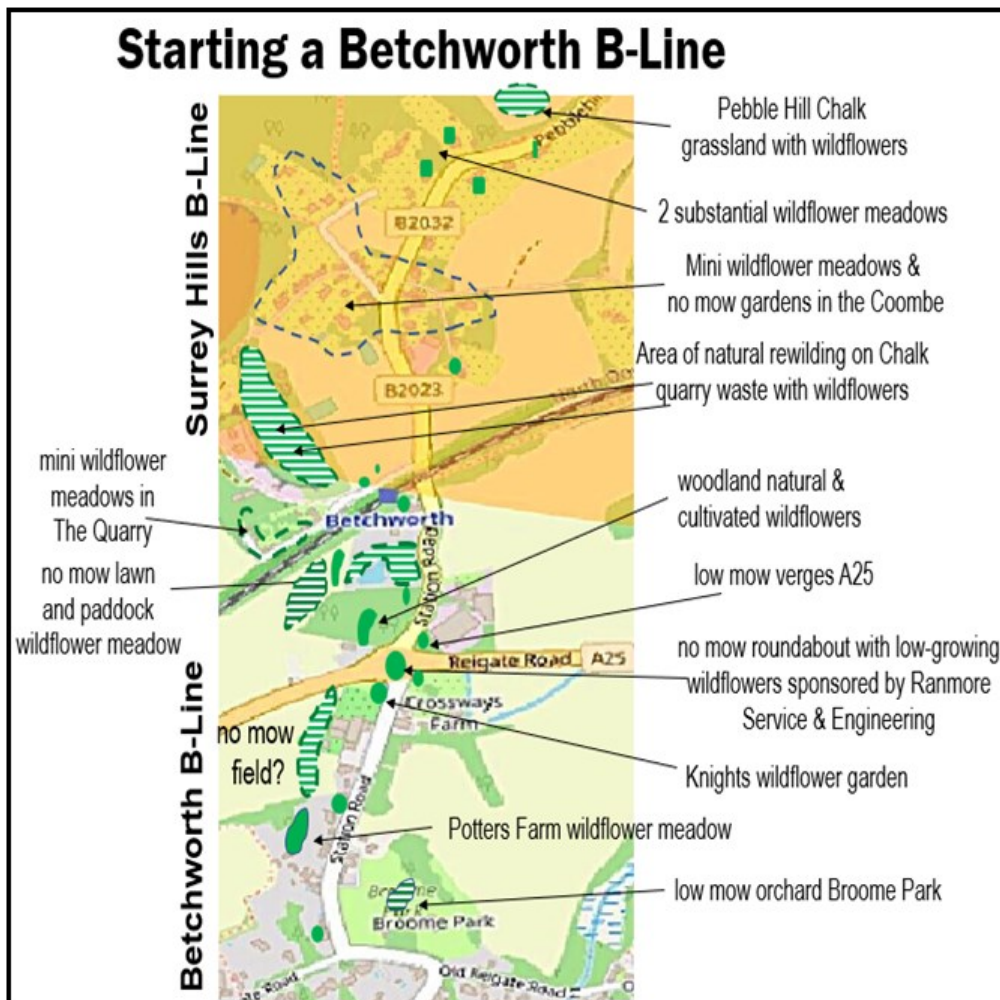 Starting a Betchworth B-Line
Surrey Hills B-Line
Pebble Hill Chalk
grassland with wildflowers
2 substantial wildflower meadows
B2032
Mini wildflower meadows &
no mow gardens in the Coombe
Area of natural rewilding on Chalk
quarry waste with wildflowers
B2023
mini wildflower
meadows in
The Quarry
Betchworth
Station Road
woodland natural &
cultivated wildflowers
no mow lawn
and paddock
wildflower meadow
low mow verges A25
Reigate Road
A25
no mow roundabout with low-growing
wildflowers sponsored by Ranmore
Service & Engineering
Crossways
Farm
Betchworth B-Line
no mow
field?
Knights wildflower garden
Station Road
Potters Farm wildflower meadow
low mow orchard Broome Park
Broome Park
Old Reigate Road
Road